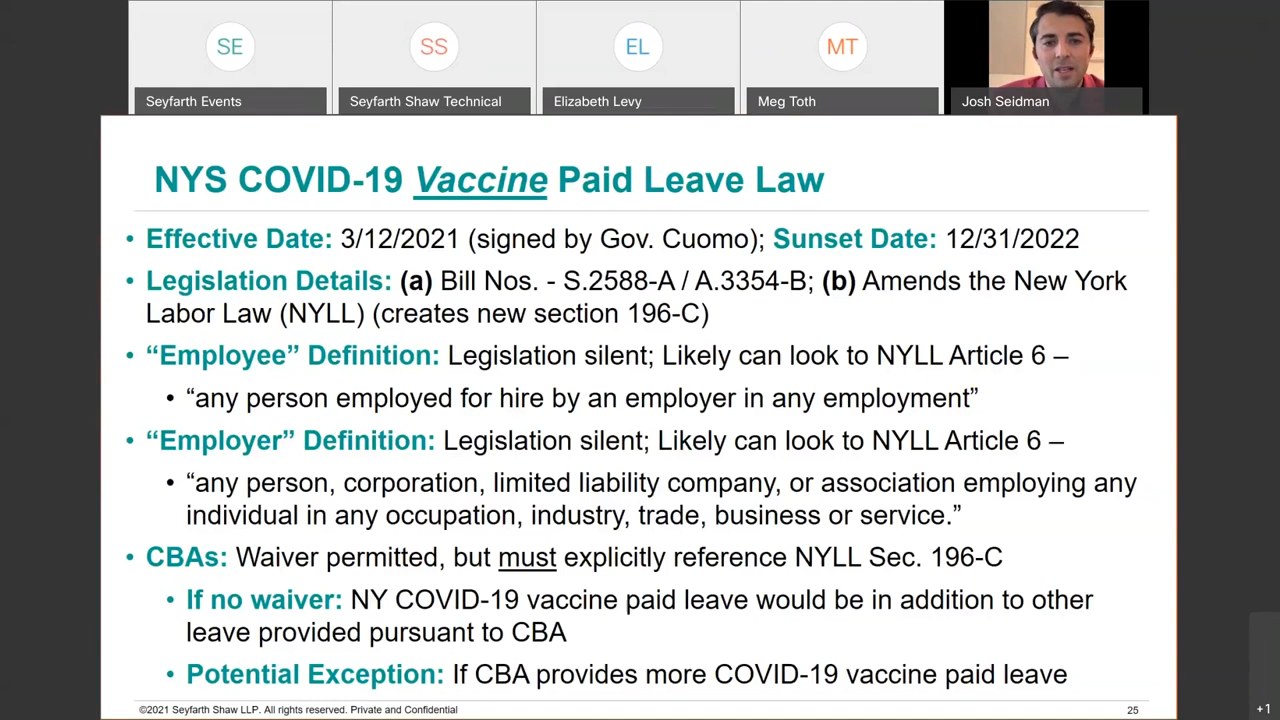 SE
SS
EL
MT
Seyfarth Events
Seyfarth Shaw Technical
Elizabeth Levy
Meg Toth
Josh Seidman
NYS COVID-19 Vaccine Paid Leave Law
• Effective Date: 3/12/2021 (signed by Gov. Cuomo); Sunset Date: 12/31/2022
• Legislation Details: (a) Bill Nos. - S.2588-A / A.3354-B; (b) Amends the New York
Labor Law (NYLL) (creates new section 196-C)
• “Employee” Definition: Legislation silent; Likely can look to NYLL Article 6 –
• “any person employed for hire by an employer in any employment”
• “Employer” Definition: Legislation silent; Likely can look to NYLL Article 6 –
• “any person, corporation, limited liability company, or association employing any
individual in any occupation, industry, trade, business or service.”
• CBAs: Waiver permitted, but must explicitly reference NYLL Sec. 196-C
• If no waiver: NY COVID-19 vaccine paid leave would be in addition to other
leave provided pursuant to CBA
• Potential Exception: If CBA provides more COVID-19 vaccine paid leave
©2021 Seyfarth Shaw LLP. All rights reserved. Private and Confidential
25
+1